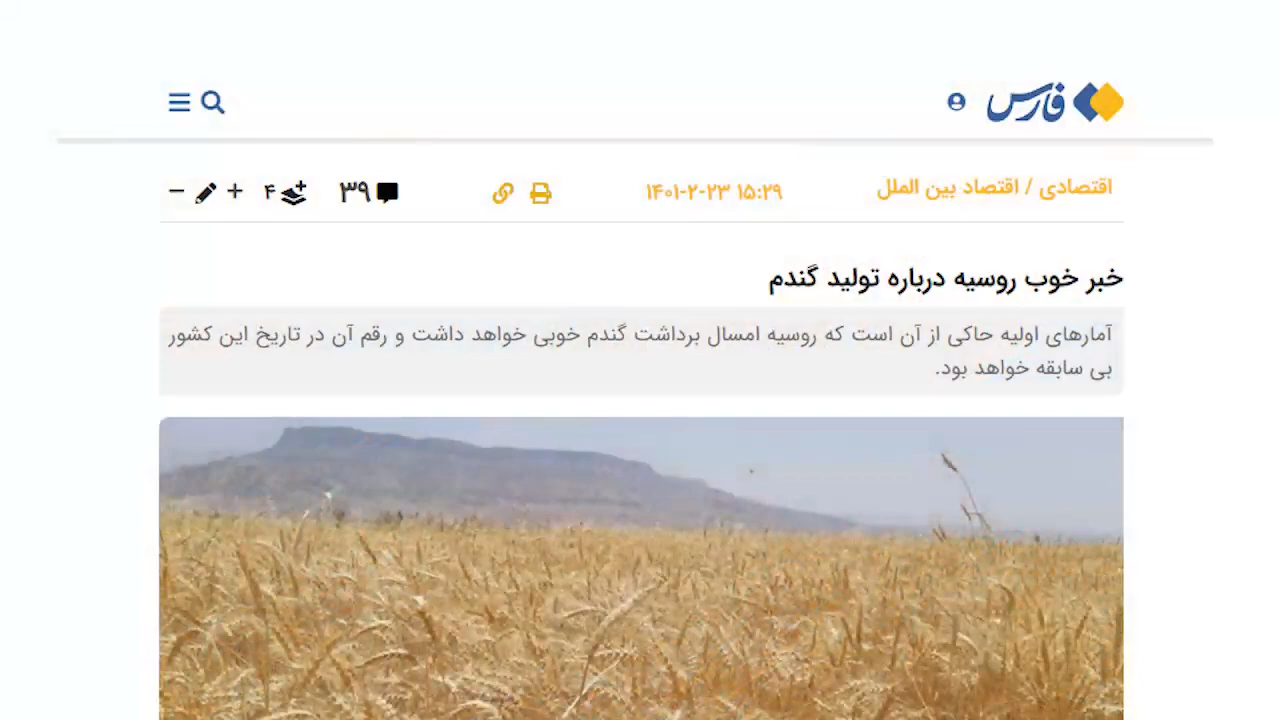 فارس
اقتصادی / اقتصاد بین الملل
۱۴۰۱-۲-۲۳ ۱۵:۲۹
۳۹
۴
خبر خوب روسیه درباره تولید گندم
آمارهای اولیه حاکی از آن است که روسیه امسال برداشت گندم خوبی خواهد داشت و رقم آن در تاریخ این کشور
بی سابقه خواهد بود.